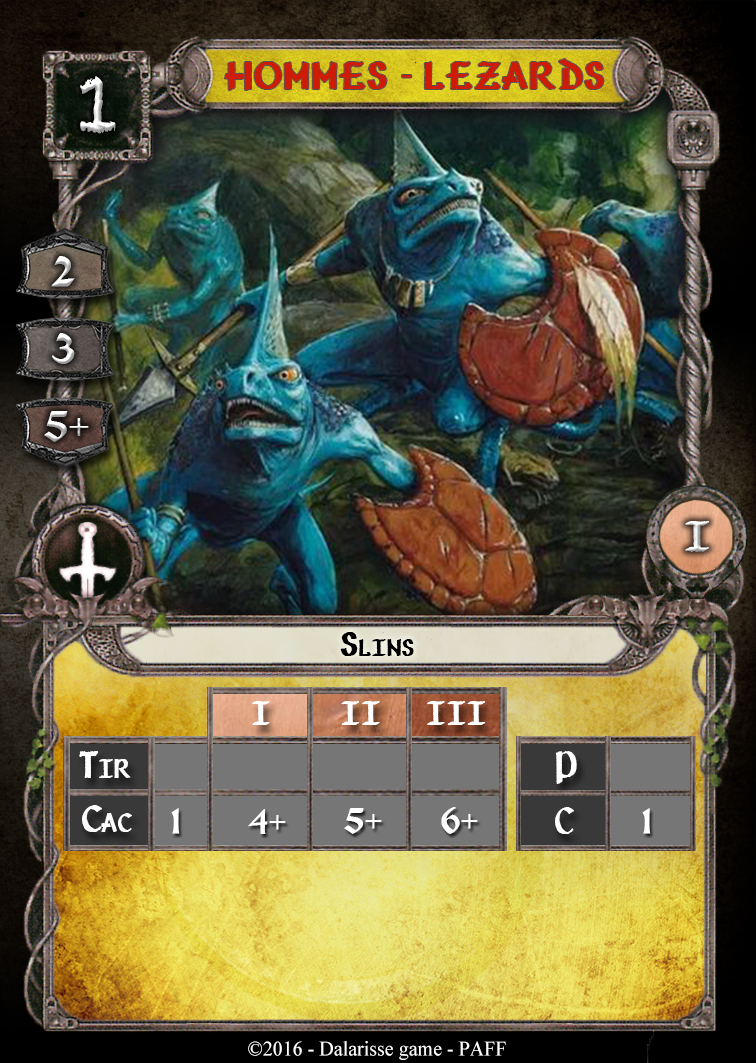 HOMMES - LEZARDS
1
2
3
5+
I
SLINS
I II III
TIR
CAC 1 4+ 5+ 6+
P
C 1
©2016 - Dalarisse game - PAFF